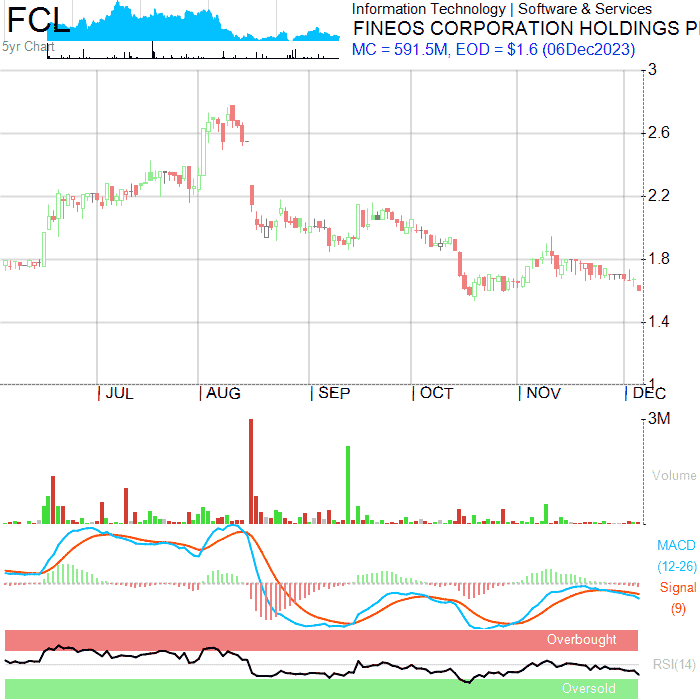 FCL
5yr Chart
Information Technology | Software & Services
FINEOS CORPORATION HOLDINGS P
MC = 591.5M, EOD = $1.6 (06Dec2023)
3
2.6
2.2
1.8
1.4
1
JUL
AUG
SEP
OCT
NOV
DEC
3M
Volume
MACD
(12-26)
Signal
(9)
Overbought
RSI(14)
Oversold